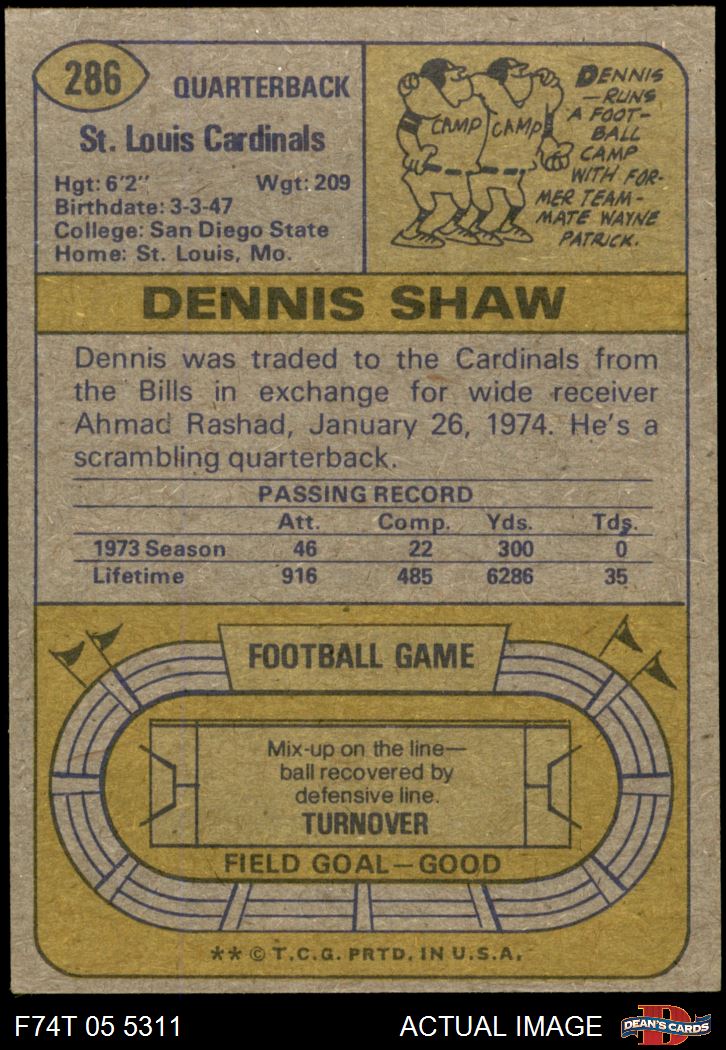 286
QUARTERBACK
St. Louis Cardinals
Hgt: 6'2" Wgt: 209
Birthdate: 3-3-47
College: San Diego State
Home: St. Louis, Mo.
CAMP CAMP
DENNIS
—RUNS
A FOOT-
BALL
CAMP
WITH FOR-
MER TEAM-
MATE WAYNE
PATRICK.
DENNIS SHAW
Dennis was traded to the Cardinals from
the Bills in exchange for wide receiver
Ahmad Rashad, January 26, 1974. He's a
scrambling quarterback.
PASSING RECORD
Att. Comp. Yds. Tds.
1973 Season 46 22 300 0
Lifetime 916 485 6286 35
FOOTBALL GAME
Mix-up on the line—
ball recovered by
defensive line.
TURNOVER
FIELD GOAL—GOOD
** © T.C.G. PRTD. IN U.S.A.
F74T 05 5311 ACTUAL IMAGE
D
DEAN'S CARDS